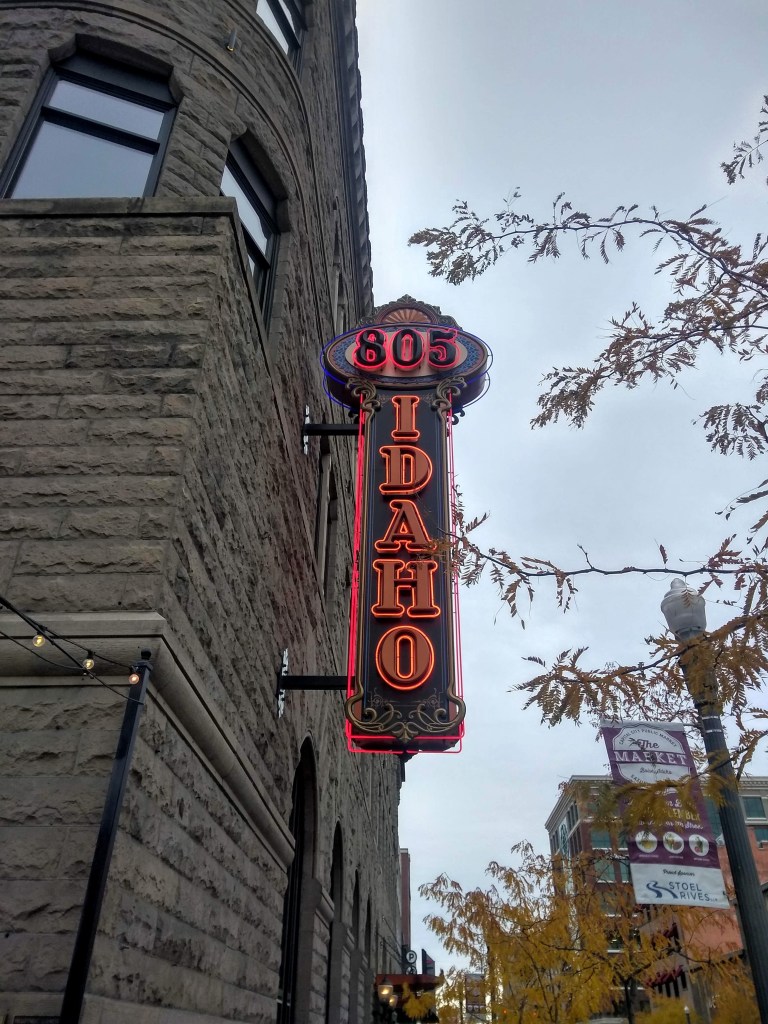 805
IDAHO
The
MARKET
STOEL
RIVES
P